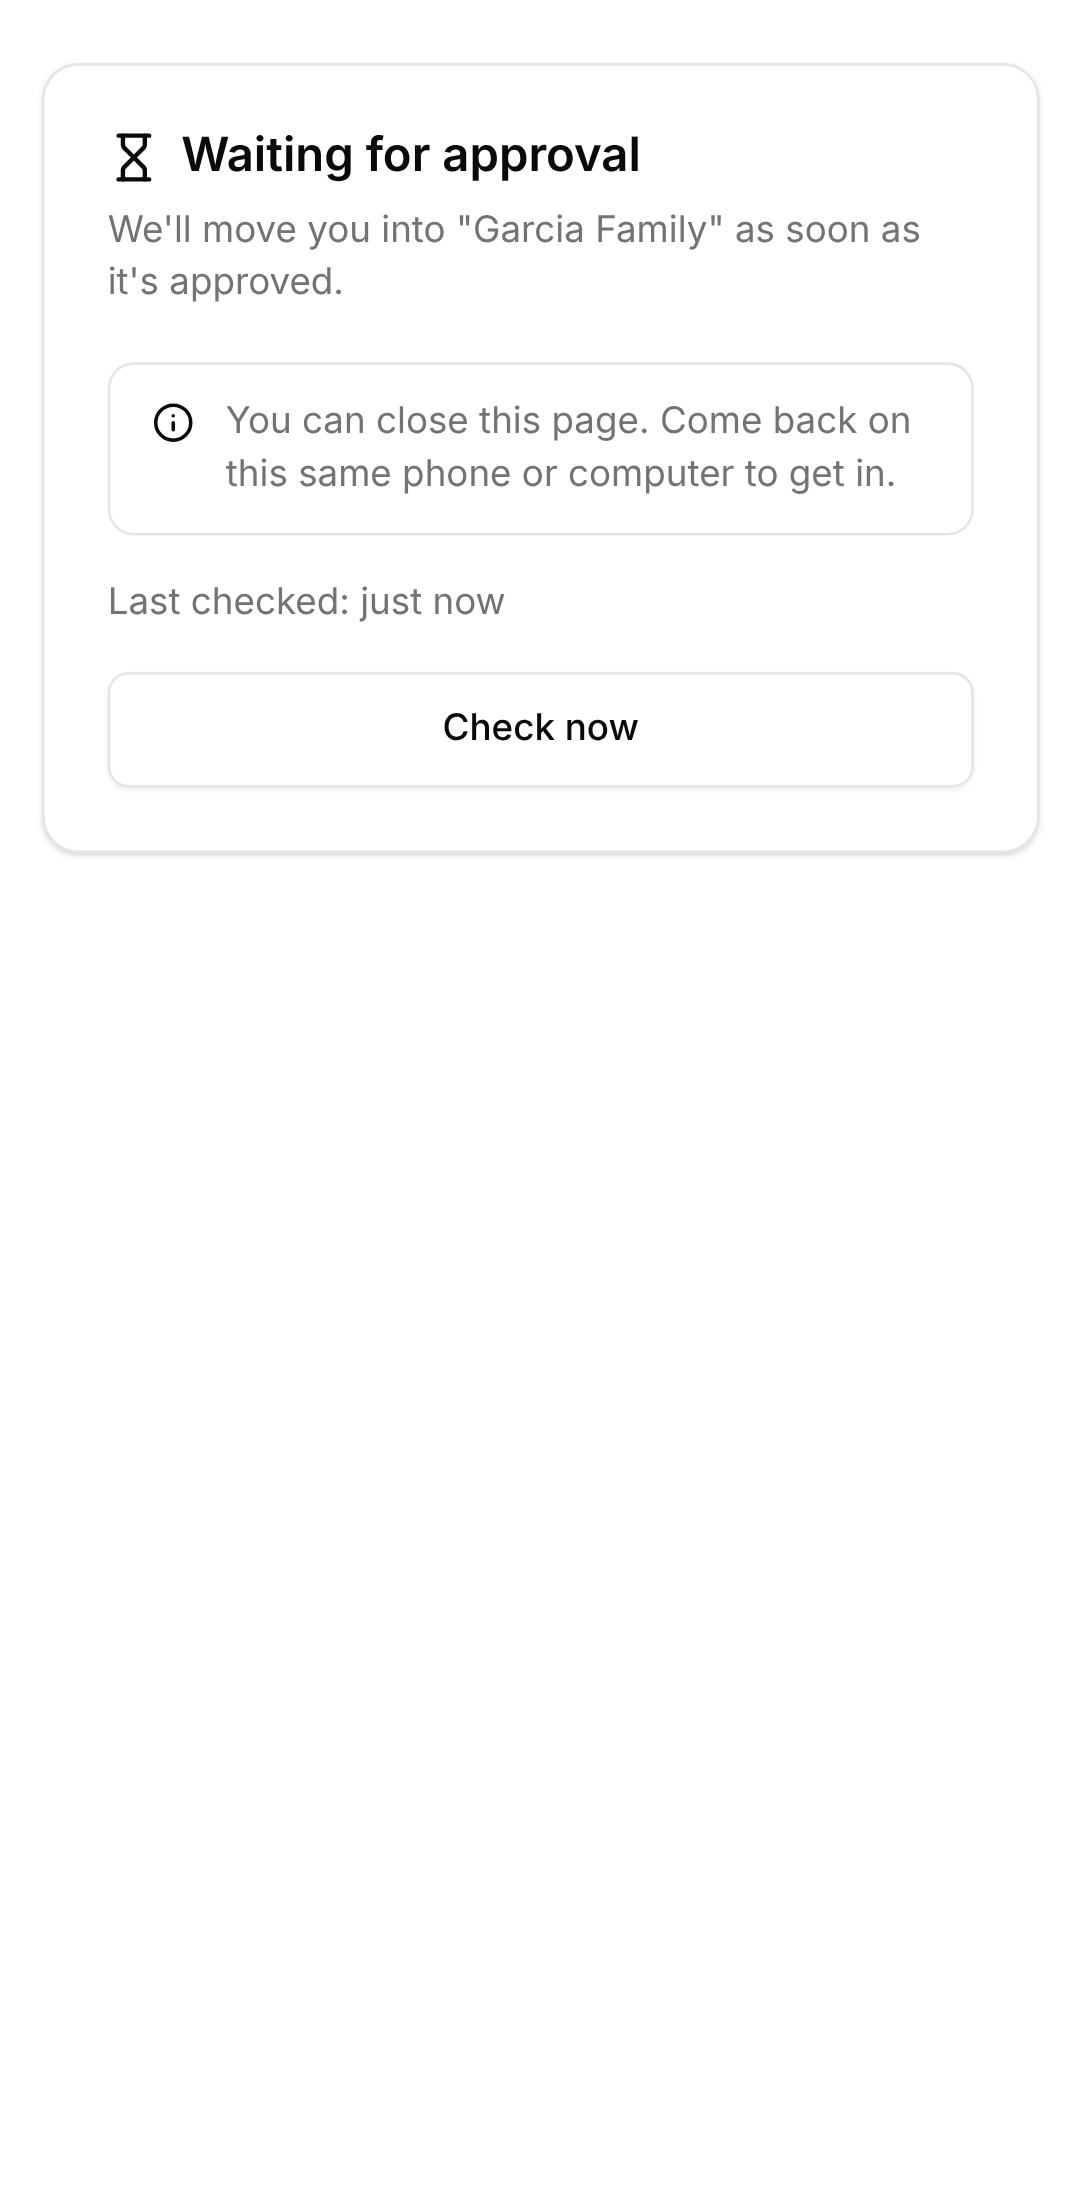 Waiting for approval
We'll move you into "Garcia Family" as soon as
it's approved.
You can close this page. Come back on
this same phone or computer to get in.
Last checked: just now
Check now